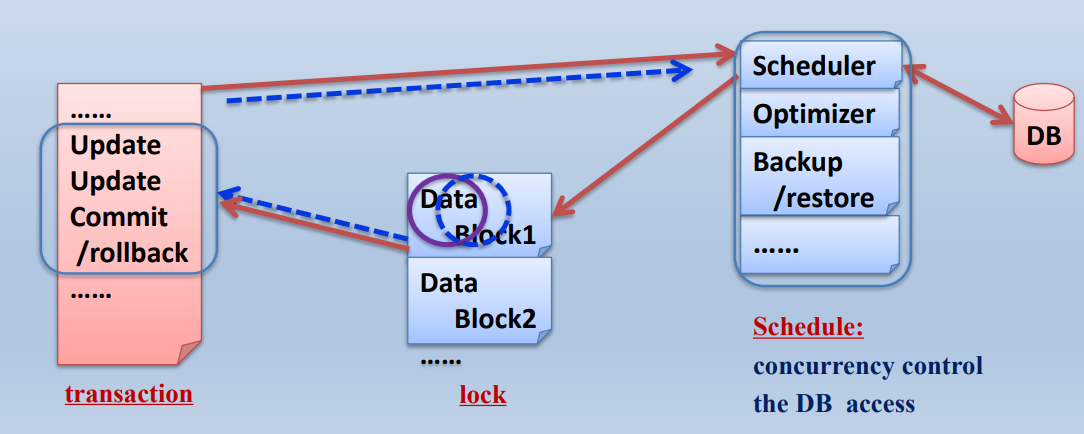 ......
Update
Update
Commit
/rollback
......
transaction
Data
Block1
Data
Block2
......
lock
Scheduler
Optimizer
Backup
/restore
......
Schedule:
concurrency control
the DB access
DB